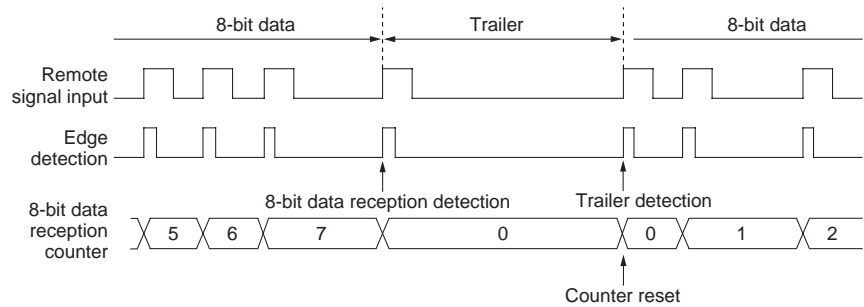 8-bit data
Trailer
8-bit data
Remote
signal input
Edge
detection
8-bit data reception detection
Trailer detection
8-bit data
reception
counter
5 6 7 0 0 1 2
Counter reset